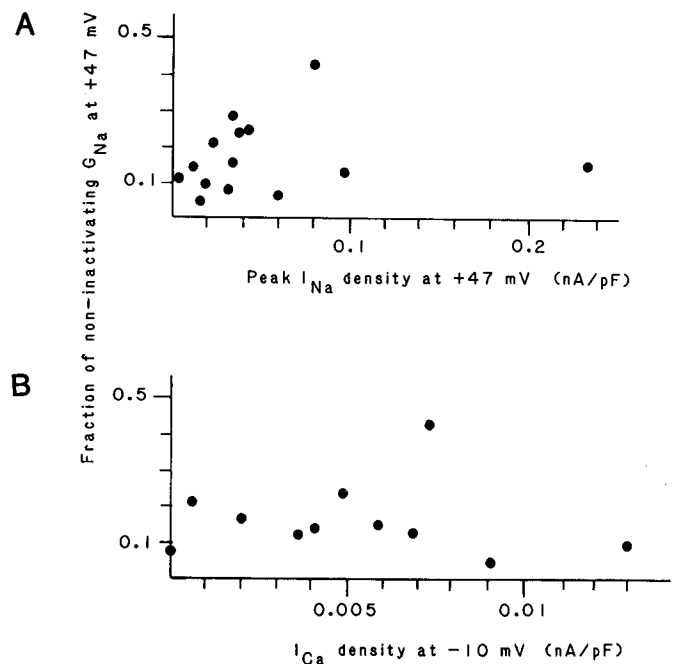 A
Fraction of non-inactivating G_Na at +47 mV
0.5
0.1
0.1 0.2
Peak I_Na density at +47 mV (nA/pF)
B
0.5
0.1
0.005 0.01
I_Ca density at -10 mV (nA/pF)